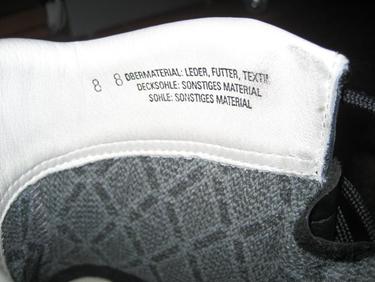 8 8 OBERMATERIAL: LEDER, FUTTER, TEXTIL
DECKSOHLE: SONSTIGES MATERIAL
SOHLE: SONSTIGES MATERIAL